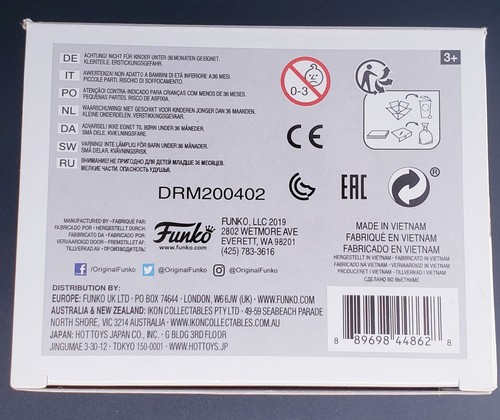 DE ACHTUNG! NICHT FÜR KINDER UNTER 36 MONATEN GEEIGNET.
KLEINTEILE, ERSTICKUNGSGEFAHR.
IT AVVERTENZA! NON ADATTO A BAMBINI DI ETÀ INFERIORE A 36 MESI.
PICCOLE PARTI, RISCHIO DI SOFFOCAMENTO.
PO ATENÇÃO! CONTRA-INDICADO PARA CRIANÇAS COM MENOS DE 36 MESES.
PEQUENAS PARTES. RISCO DE ASFIXIA.
NL WAARSCHUWING! NIET GESCHIKT VOOR KINDEREN JONGER DAN 36 MAANDEN.
KLEINE ONDERDELEN. VERSTIKKINGSGEVAAR.
DA ADVARSEL! IKKE EGNET TIL BØRN UNDER 36 MÅNEDER.
SMÅ DELE. KVÆLNINGSFARE.
SW VARNING! INTE LÄMPLIG FÖR BARN UNDER 36 MÅNADER.
SMÅ DELAR. KVÄVNINGSRISK.
RU ВНИМАНИЕ! НЕ ПРИГОДНО ДЛЯ ДЕТЕЙ МЛАДШЕ 36 МЕСЯЦЕВ.
МЕЛКИЕ ЧАСТИ, ОПАСНОСТЬ УДУШЬЯ.
0-3
3+
CE
DRM200402
EAC
®
MANUFACTURED BY • FABRIQUÉ PAR:
FABRICADO POR • HERGESTELLT DURCH:
FABBRICATO DA • FABRICADO POR:
VERVAARDIGD DOOR • FREMSTILLET AF:
TILLVERKAD AV • ПРОИЗВОДИТЕЛЬ:
Funko
www.funko.com
FUNKO, LLC 2019
2802 WETMORE AVE
EVERETT, WA 98201
(425) 783-3616
MADE IN VIETNAM
FABRIQUÉ EN VIETNAM
FABRICADO EN VIETNAM
HERGESTELLT IN VIETNAM • FABBRICATO IN VIETNAM
FABRICADO NA VIETNAM • VERVAARDIGD IN VIETNAM
PRODUCERET I VIETNAM • TILLVERKAD I VIETNAM
СДЕЛАНО ВО ВЬЕТНАМЕ
/OriginalFunko @OriginalFunko @OriginalFunko
DISTRIBUTION BY:
EUROPE: FUNKO UK LTD • PO BOX 74644 • LONDON, W6 6JW • WWW.FUNKO.COM
AUSTRALIA & NEW ZEALAND: IKON COLLECTABLES PTY LTD • 49-59 SEABEACH PARADE
NORTH SHORE, VIC 3214 AUSTRALIA • WWW.IKONCOLLECTABLES.COM.AU
JAPAN: HOT TOYS JAPAN CO., INC. • G BLDG 3RD FLOOR
JINGUMAE 3-30-12 • TOKYO 150-0001 • WWW.HOTTOYS.JP
8 89698 44862 8